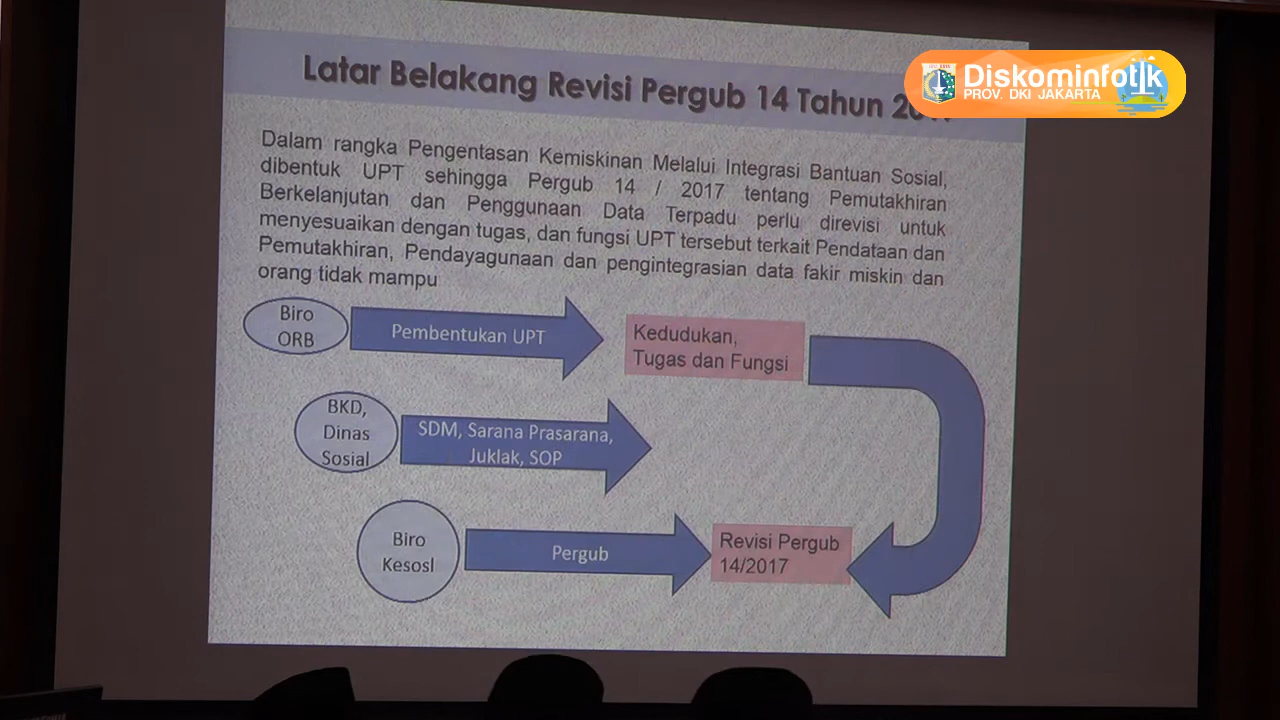 Latar Belakang Revisi Pergub 14 Tahun
Diskominfotik
PROV. DKI JAKARTA
Dalam rangka Pengentasan Kemiskinan Melalui Integrasi Bantuan Sosial,
dibentuk UPT sehingga Pergub 14 / 2017 tentang Pemutakhiran
Berkelanjutan dan Penggunaan Data Terpadu perlu direvisi untuk
menyesuaikan dengan tugas, dan fungsi UPT tersebut terkait Pendataan dan
Pemutakhiran, Pendayagunaan dan pengintegrasian data fakir miskin dan
orang tidak mampu
Biro
ORB
Pembentukan UPT
Kedudukan,
Tugas dan Fungsi
BKD,
Dinas
Sosial
SDM, Sarana Prasarana,
Juklak, SOP
Biro
Kesosl
Pergub
Revisi Pergub
14/2017